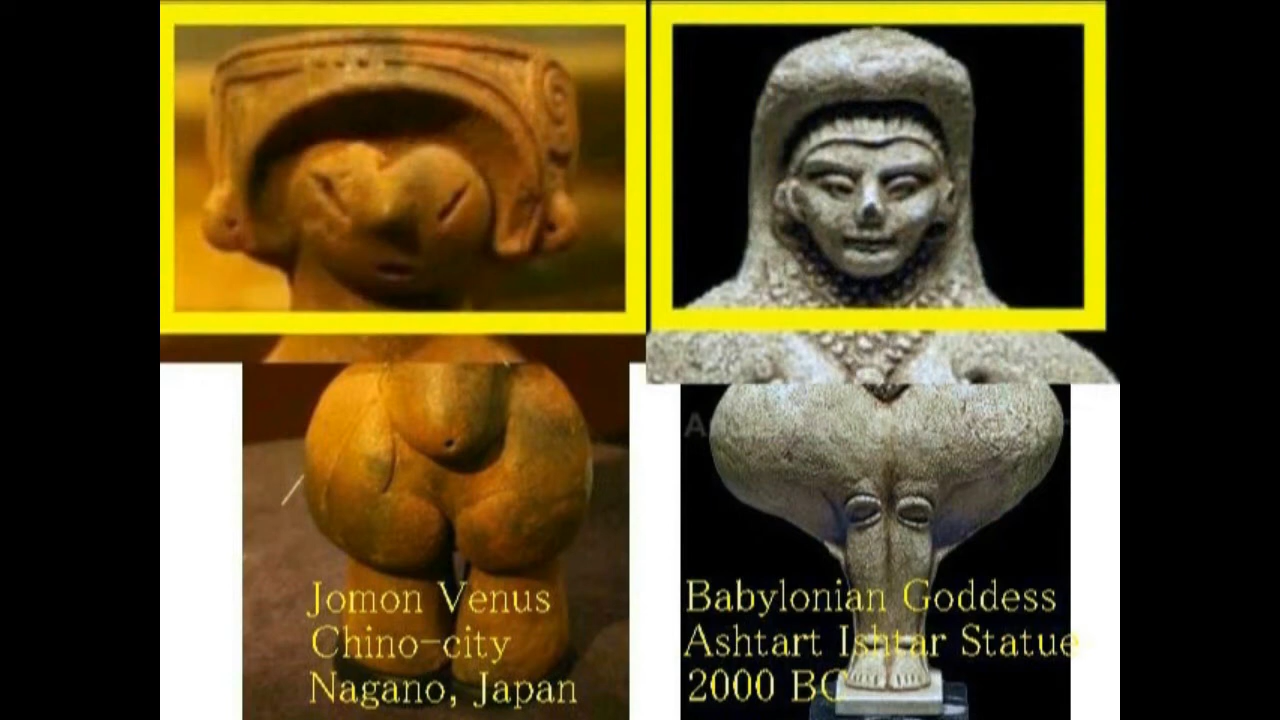 Jomon Venus
Chino-city
Nagano, Japan
Babylonian Goddess
Ashtart Ishtar Statue
2000 BC